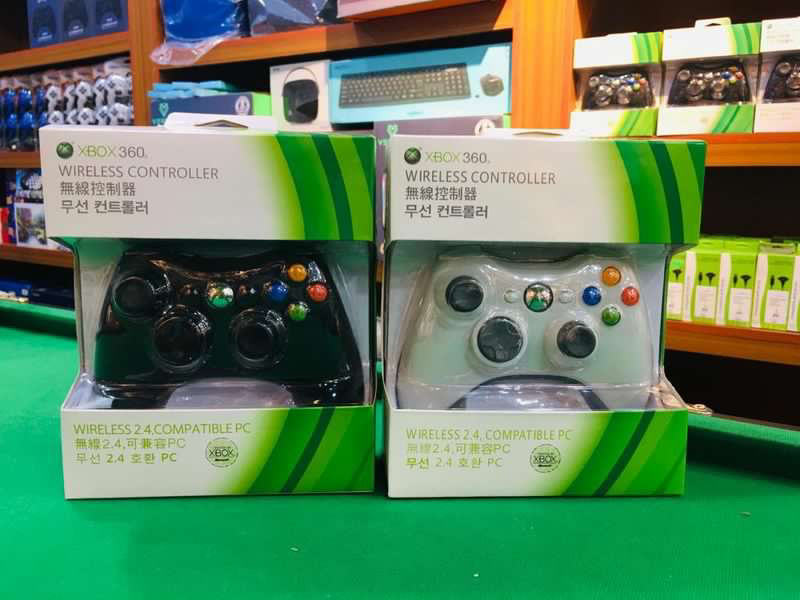 XBOX 360.
WIRELESS CONTROLLER
無線控制器
무선 컨트롤러
WIRELESS 2.4,COMPATIBLE PC
無線2.4,可兼容PC
무선 2.4 호환 PC
XBOX
XBOX 360.
WIRELESS CONTROLLER
無線控制器
무선 컨트롤러
WIRELESS 2.4,COMPATIBLE PC
無線2.4,可兼容PC
무선 2.4 호환 PC
XBOX